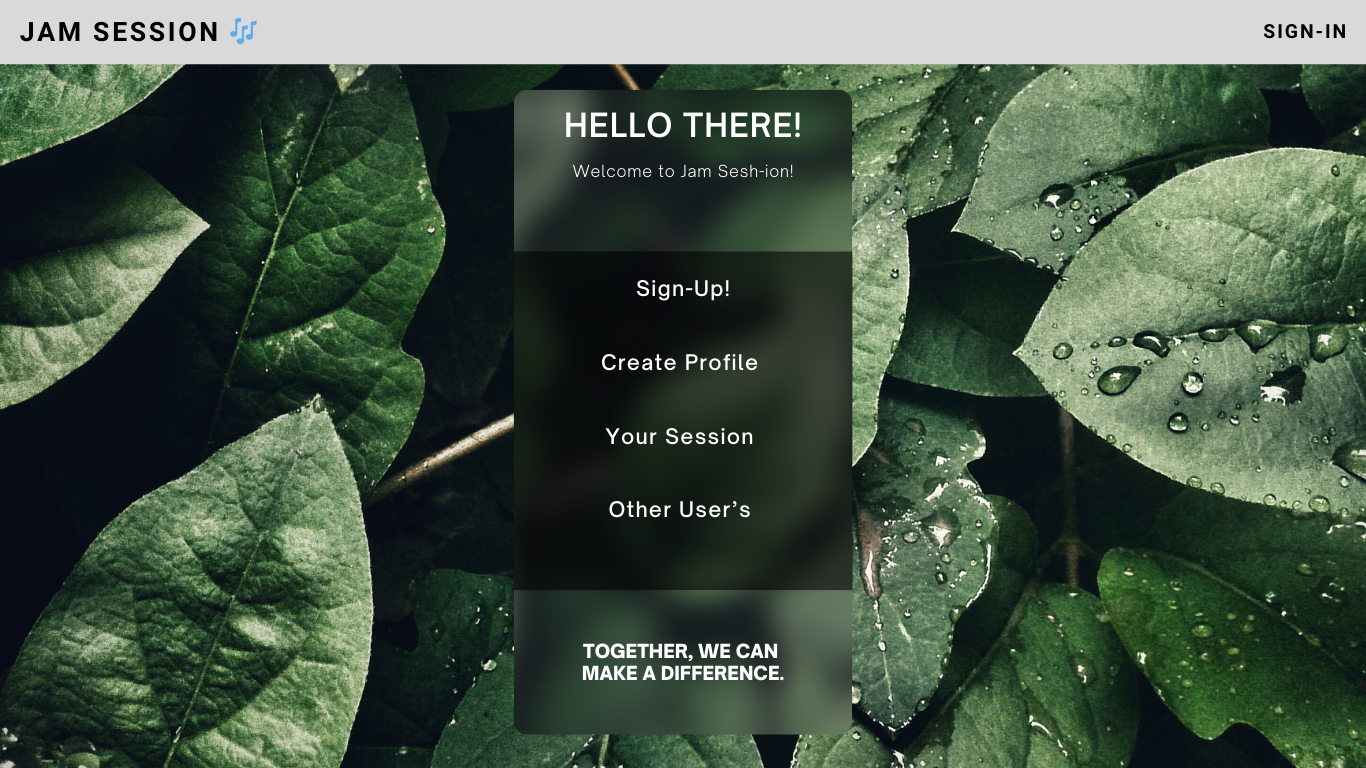 JAM SESSION 🎶
SIGN-IN
HELLO THERE!
Welcome to Jam Sesh-ion!
Sign-Up!
Create Profile
Your Session
Other User’s
TOGETHER, WE CAN
MAKE A DIFFERENCE.